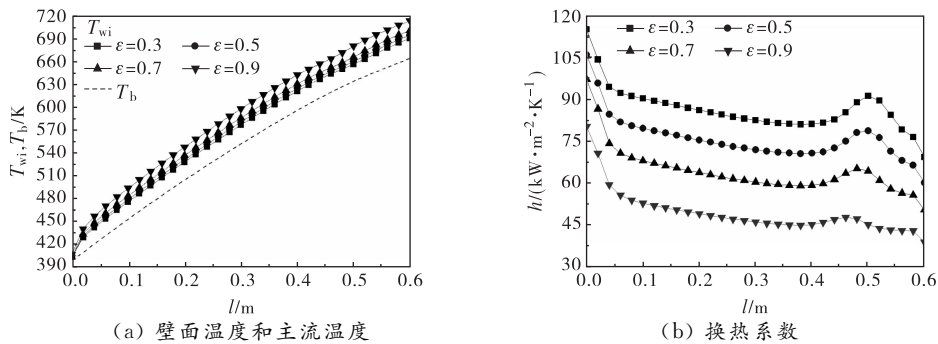 720
690
660
630
600
570
540
510
480
450
420
390
T_wi, T_b/K
T_wi
ε=0.3 ε=0.5
ε=0.7 ε=0.9
T_b
0.0 0.1 0.2 0.3 0.4 0.5 0.6
l/m
(a) 壁面温度和主流温度
120
105
90
75
60
45
30
h/(kW·m⁻²·K⁻¹)
ε=0.3 ε=0.5
ε=0.7 ε=0.9
0.0 0.1 0.2 0.3 0.4 0.5 0.6
l/m
(b) 换热系数